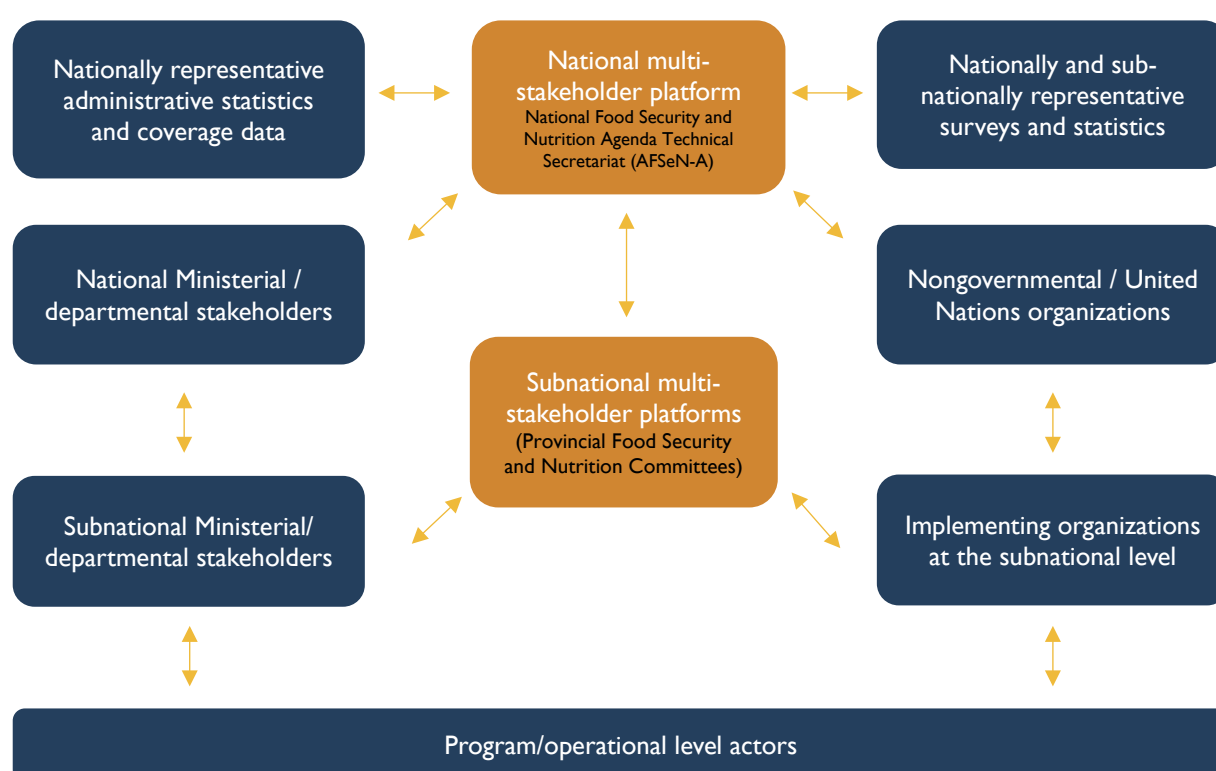 Nationally representative
administrative statistics
and coverage data
National multi-
stakeholder platform
National Food Security and
Nutrition Agenda Technical
Secretariat (AFSeN-A)
Nationally and sub-
nationally representative
surveys and statistics
National Ministerial /
departmental stakeholders
Nongovernmental / United
Nations organizations
Subnational multi-
stakeholder platforms
(Provincial Food Security
and Nutrition Committees)
Subnational Ministerial/
departmental stakeholders
Implementing organizations
at the subnational level
Program/operational level actors